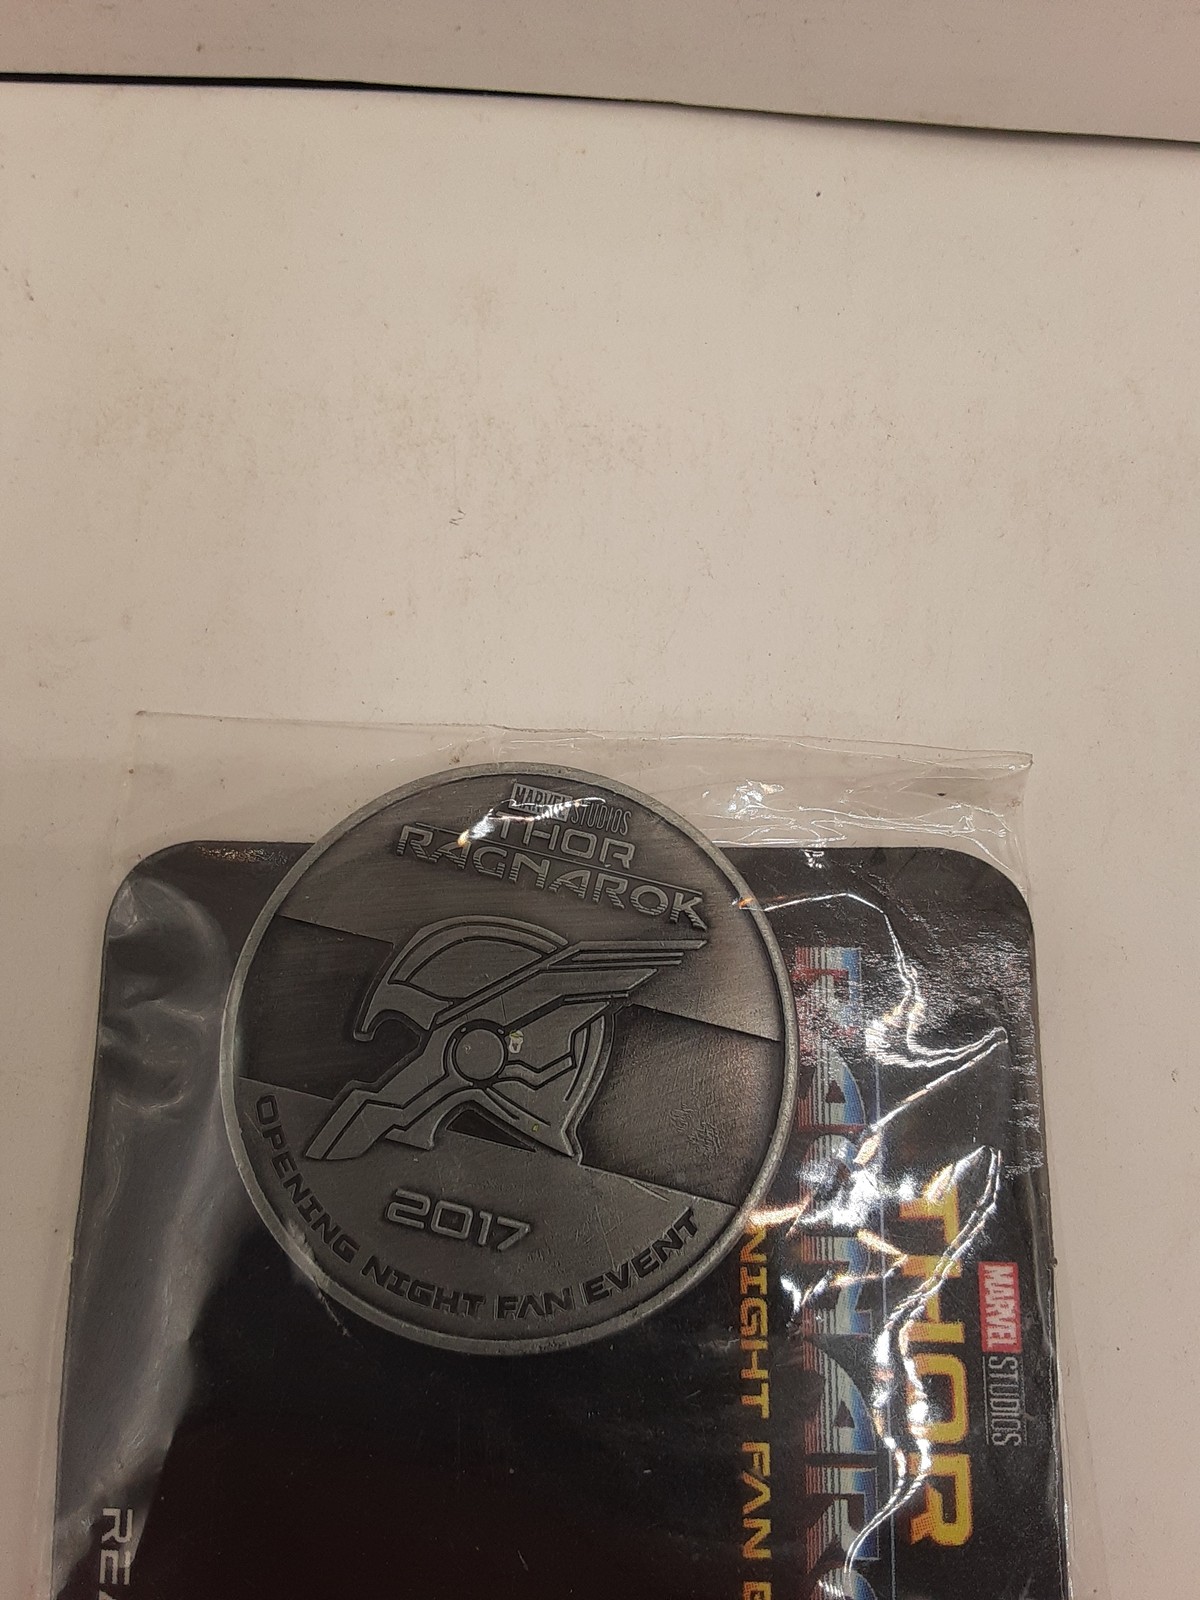 MARVEL STUDIOS
THOR
RAGNAROK
2017
OPENING NIGHT FAN EVENT
MARVEL STUDIOS
THOR
NIGHT FAN